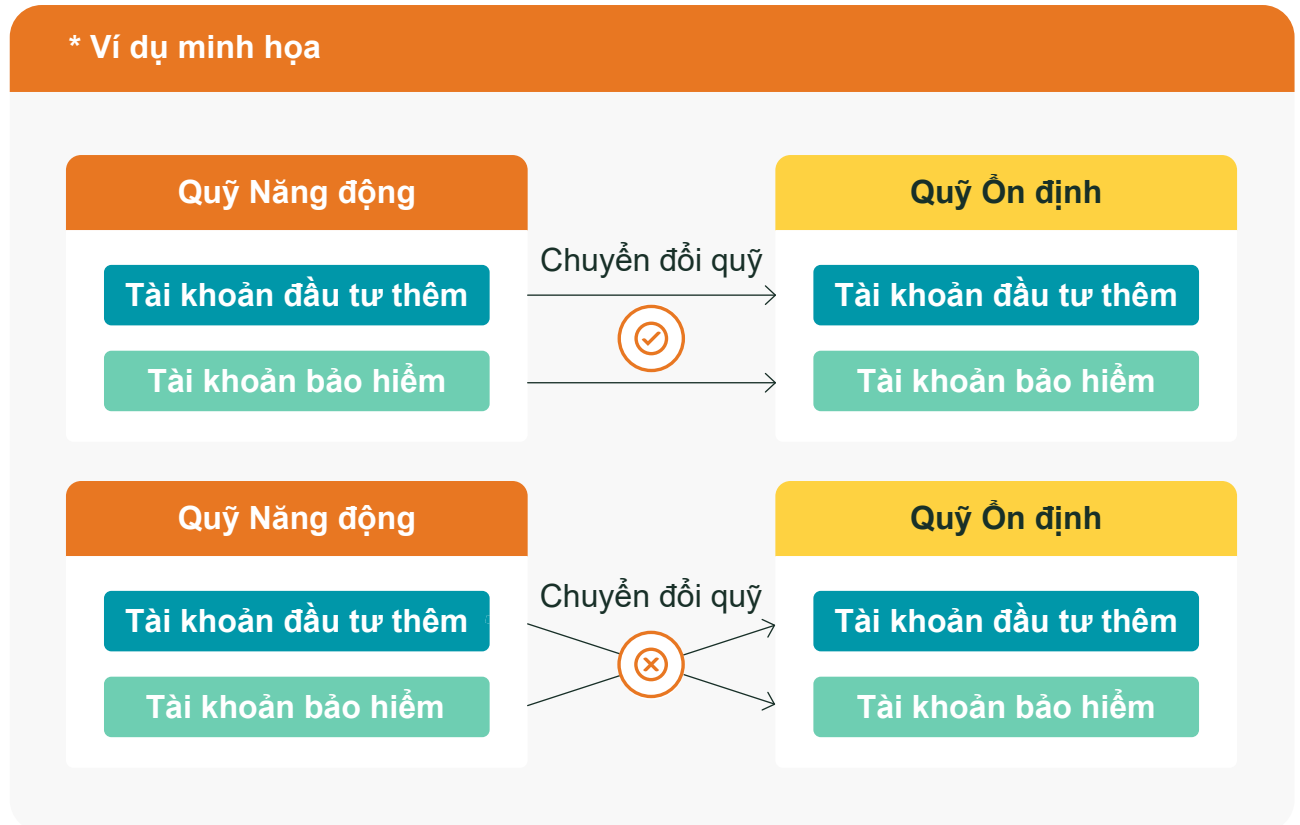 * Ví dụ minh họa
Quỹ Năng động
Quỹ Ổn định
Chuyển đổi quỹ
Tài khoản đầu tư thêm
Tài khoản đầu tư thêm
Tài khoản bảo hiểm
Tài khoản bảo hiểm
Quỹ Năng động
Quỹ Ổn định
Chuyển đổi quỹ
Tài khoản đầu tư thêm
Tài khoản đầu tư thêm
Tài khoản bảo hiểm
Tài khoản bảo hiểm